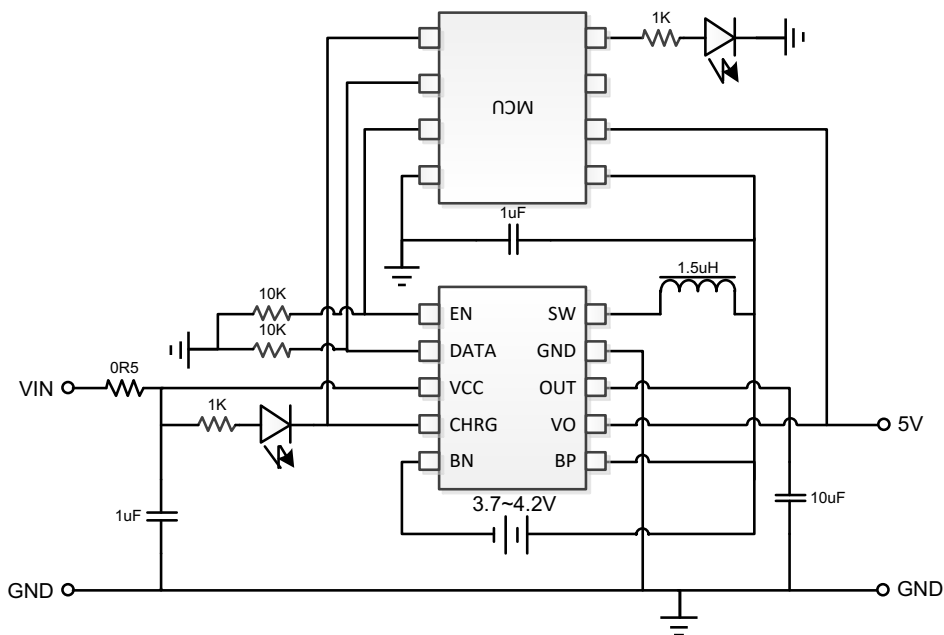 1K
MCU
1uF
1.5uH
10K
10K
EN
SW
DATA
GND
0R5
VIN
VCC
OUT
1K
CHRG
VO
5V
BN
BP
3.7~4.2V
10uF
1uF
GND
GND